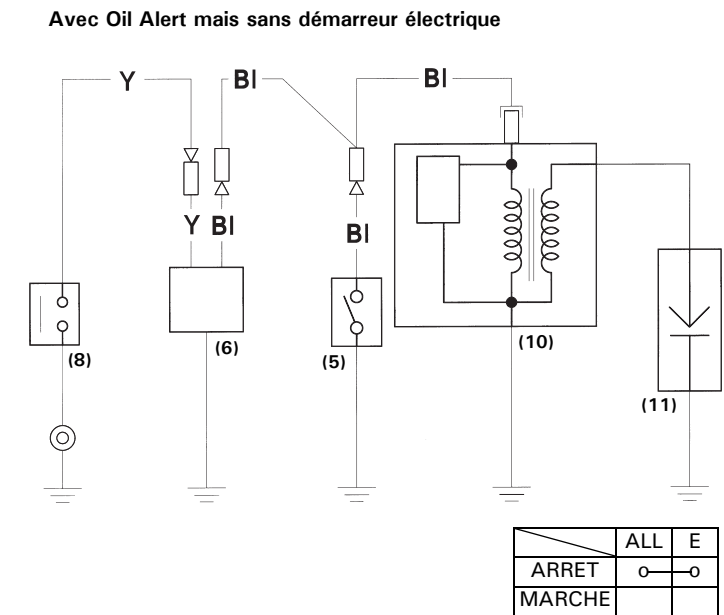 Avec Oil Alert mais sans démarreur électrique
Y Bl Bl
Y Bl Bl
(8) (6) (5) (10) (11)
ALL E
ARRET o o
MARCHE